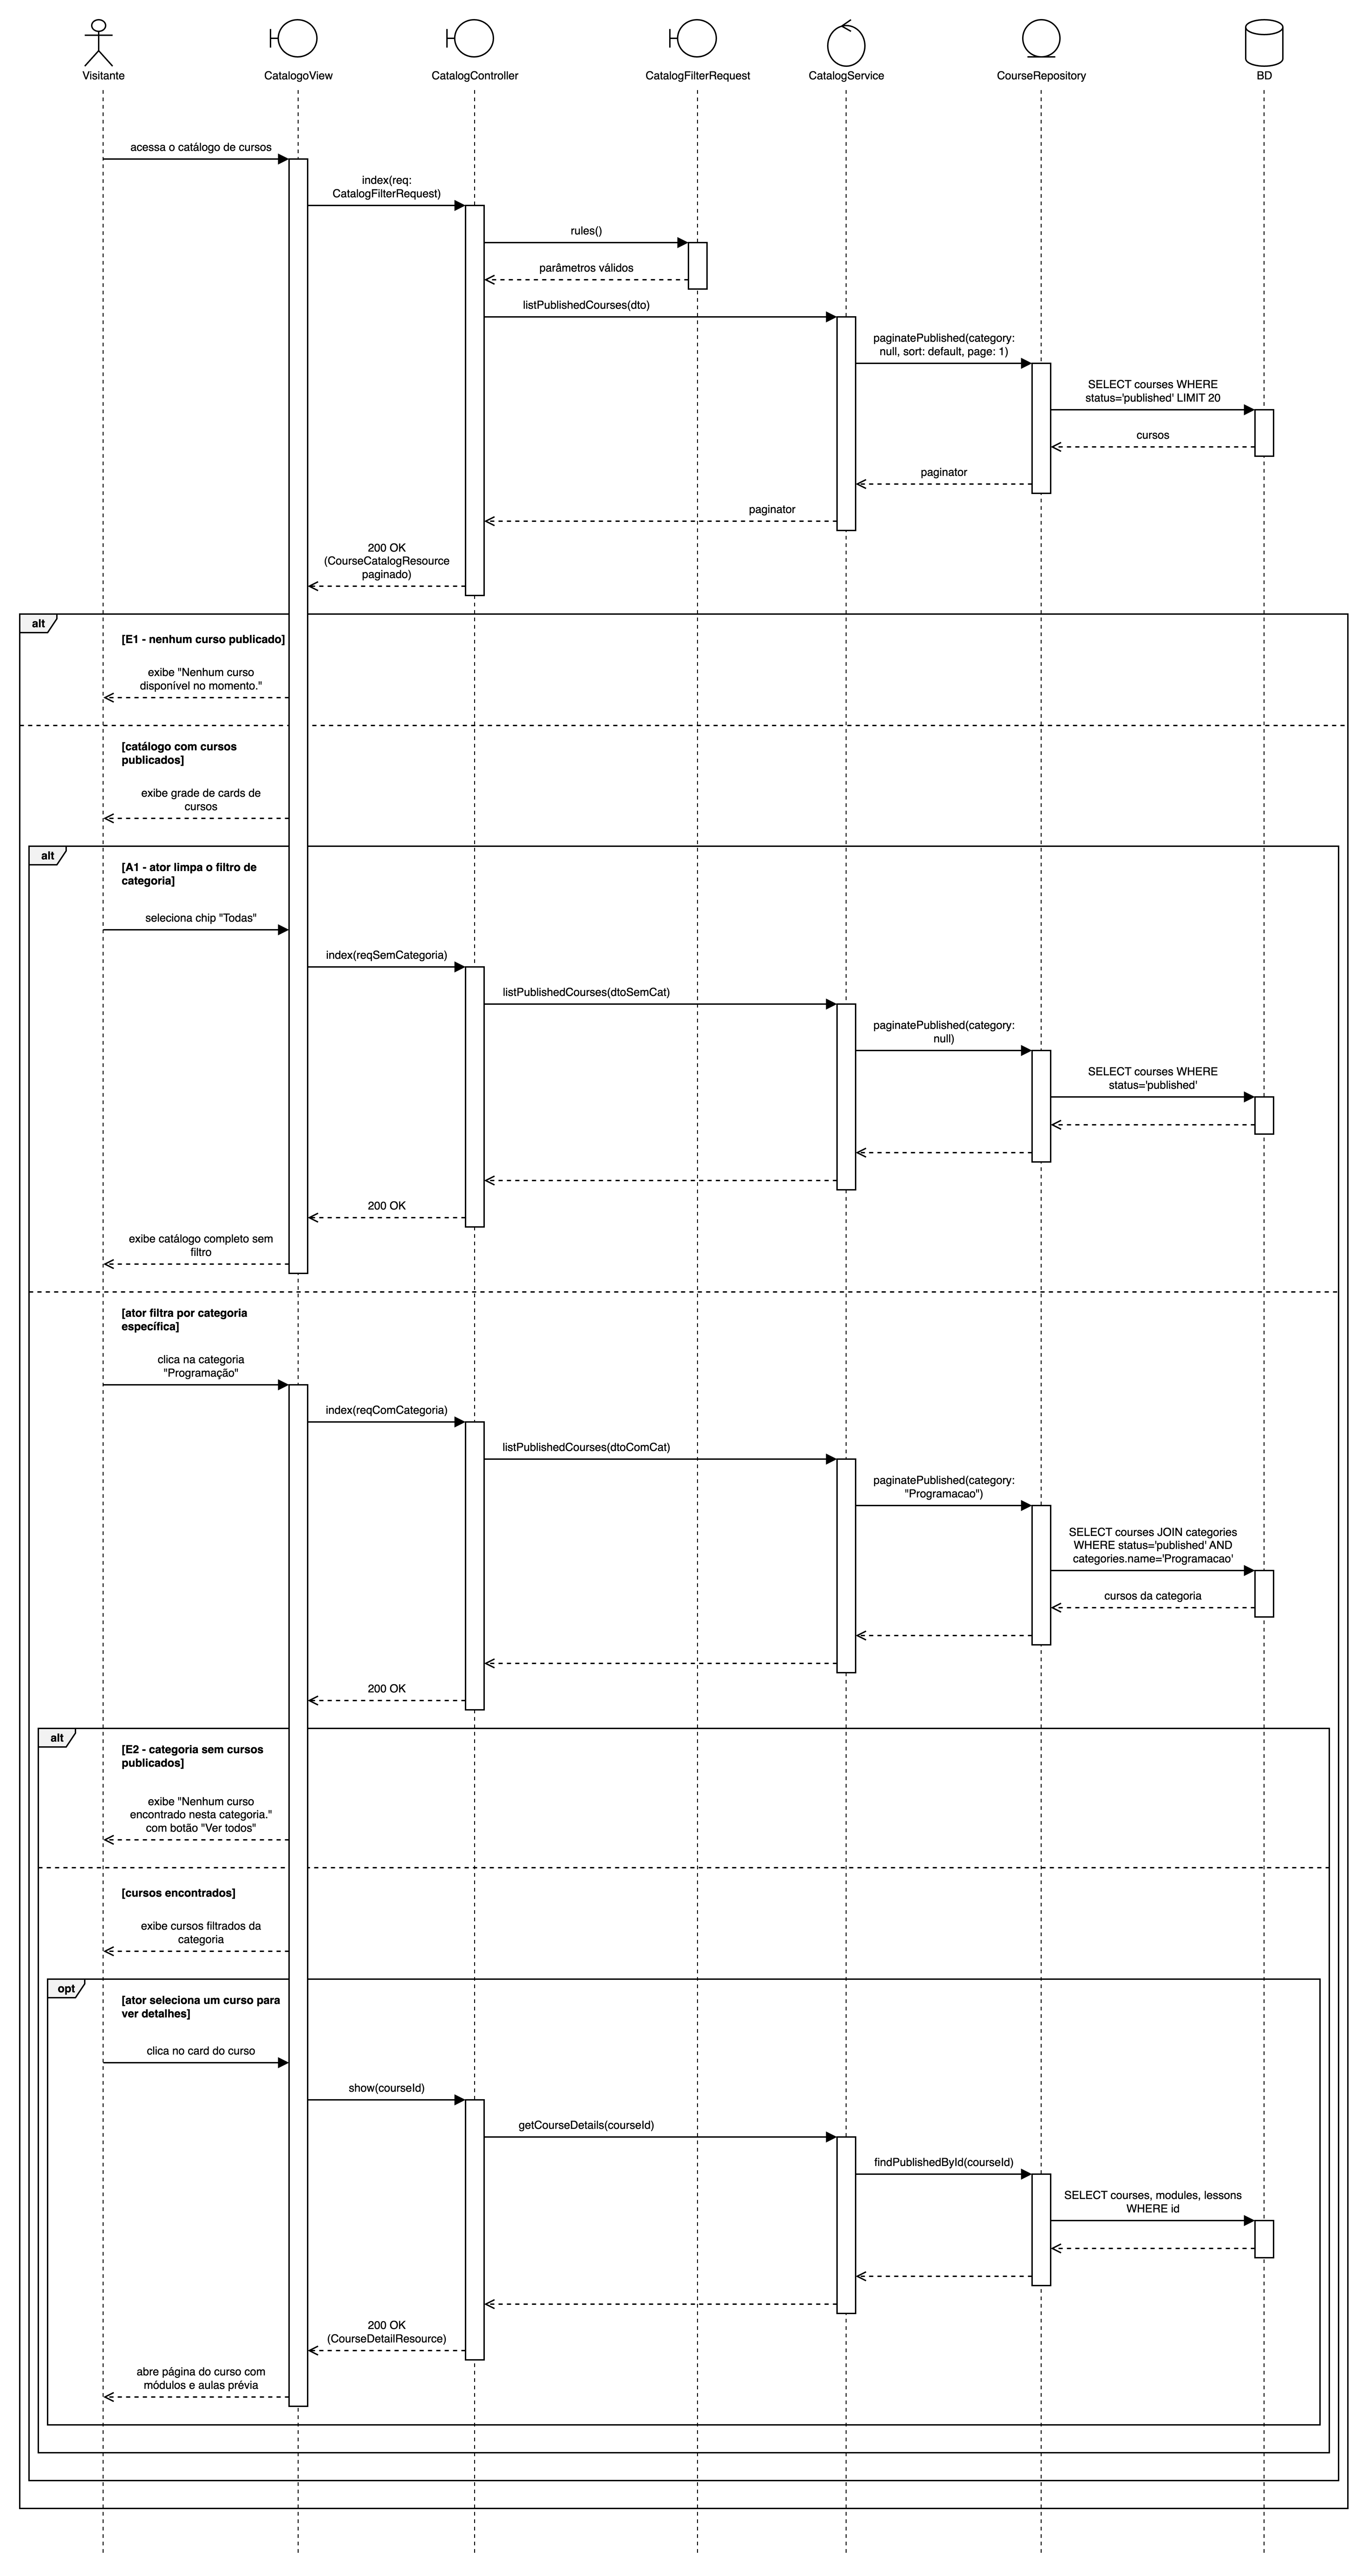 Visitante
CatalogoView
CatalogController
CatalogFilterRequest
CatalogService
CourseRepository
BD
acessa o catálogo de cursos
index(req:
CatalogFilterRequest)
rules()
parâmetros válidos
listPublishedCourses(dto)
paginatePublished(category:
null, sort: default, page: 1)
SELECT courses WHERE
status='published' LIMIT 20
cursos
paginator
paginator
200 OK
(CourseCatalogResource
paginado)
alt
[E1 - nenhum curso publicado]
exibe "Nenhum curso
disponível no momento."
[catálogo com cursos
publicados]
exibe grade de cards de
cursos
alt
[A1 - ator limpa o filtro de
categoria]
seleciona chip "Todas"
index(reqSemCategoria)
listPublishedCourses(dtoSemCat)
paginatePublished(category:
null)
SELECT courses WHERE
status='published'
200 OK
exibe catálogo completo sem
filtro
[ator filtra por categoria
específica]
clica na categoria
"Programação"
index(reqComCategoria)
listPublishedCourses(dtoComCat)
paginatePublished(category:
"Programacao")
SELECT courses JOIN categories
WHERE status='published' AND
categories.name='Programacao'
cursos da categoria
200 OK
alt
[E2 - categoria sem cursos
publicados]
exibe "Nenhum curso
encontrado nesta categoria."
com botão "Ver todos"
[cursos encontrados]
exibe cursos filtrados da
categoria
opt
[ator seleciona um curso para
ver detalhes]
clica no card do curso
show(courseId)
getCourseDetails(courseId)
findPublishedById(courseId)
SELECT courses, modules, lessons
WHERE id
200 OK
(CourseDetailResource)
abre página do curso com
módulos e aulas prévia